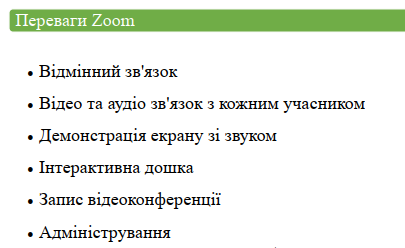 Переваги Zoom
• Відмінний зв'язок
• Відео та аудіо зв'язок з кожним учасником
• Демонстрація екрану зі звуком
• Інтерактивна дошка
• Запис відеоконференції
• Адміністрування